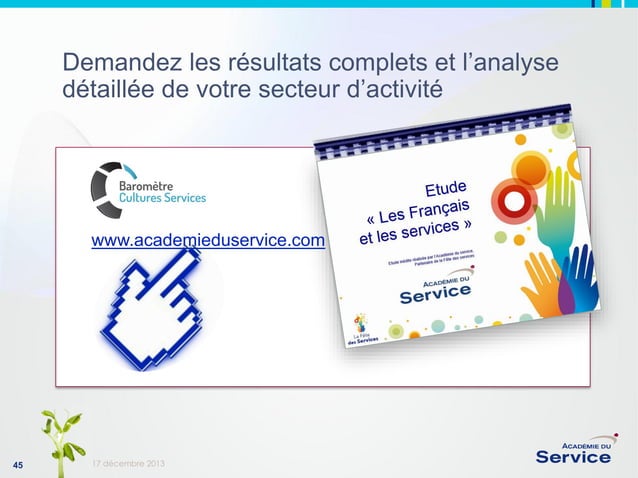 Demandez les résultats complets et l’analyse
détaillée de votre secteur d’activité
Baromètre
Cultures Services
www.academieduservice.com
Etude
« Les Français
et les services »
Etude inédite réalisée par l'Académie du service,
Partenaire de la Fête des services
ACADÉMIE DU
Service
La Fête
des Services
45
17 décembre 2013
ACADÉMIE DU
Service